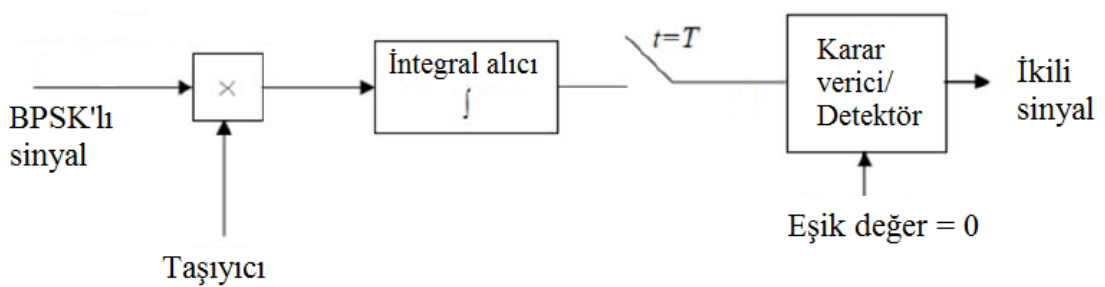 BPSK'lı
sinyal
×
Taşıyıcı
İntegral alıcı
∫
t=T
Karar
verici/
Detektör
Eşik değer = 0
İkili
sinyal